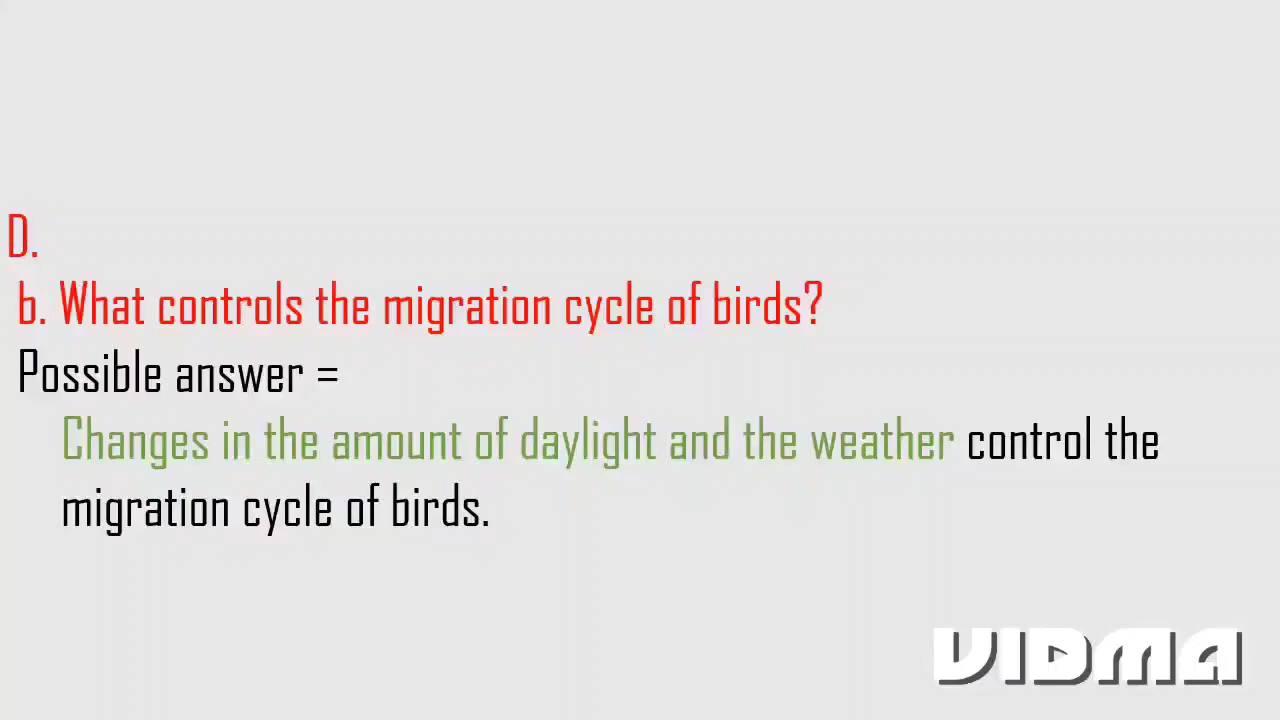 D.
b. What controls the migration cycle of birds?
Possible answer =
Changes in the amount of daylight and the weather control the
migration cycle of birds.
VIDMA